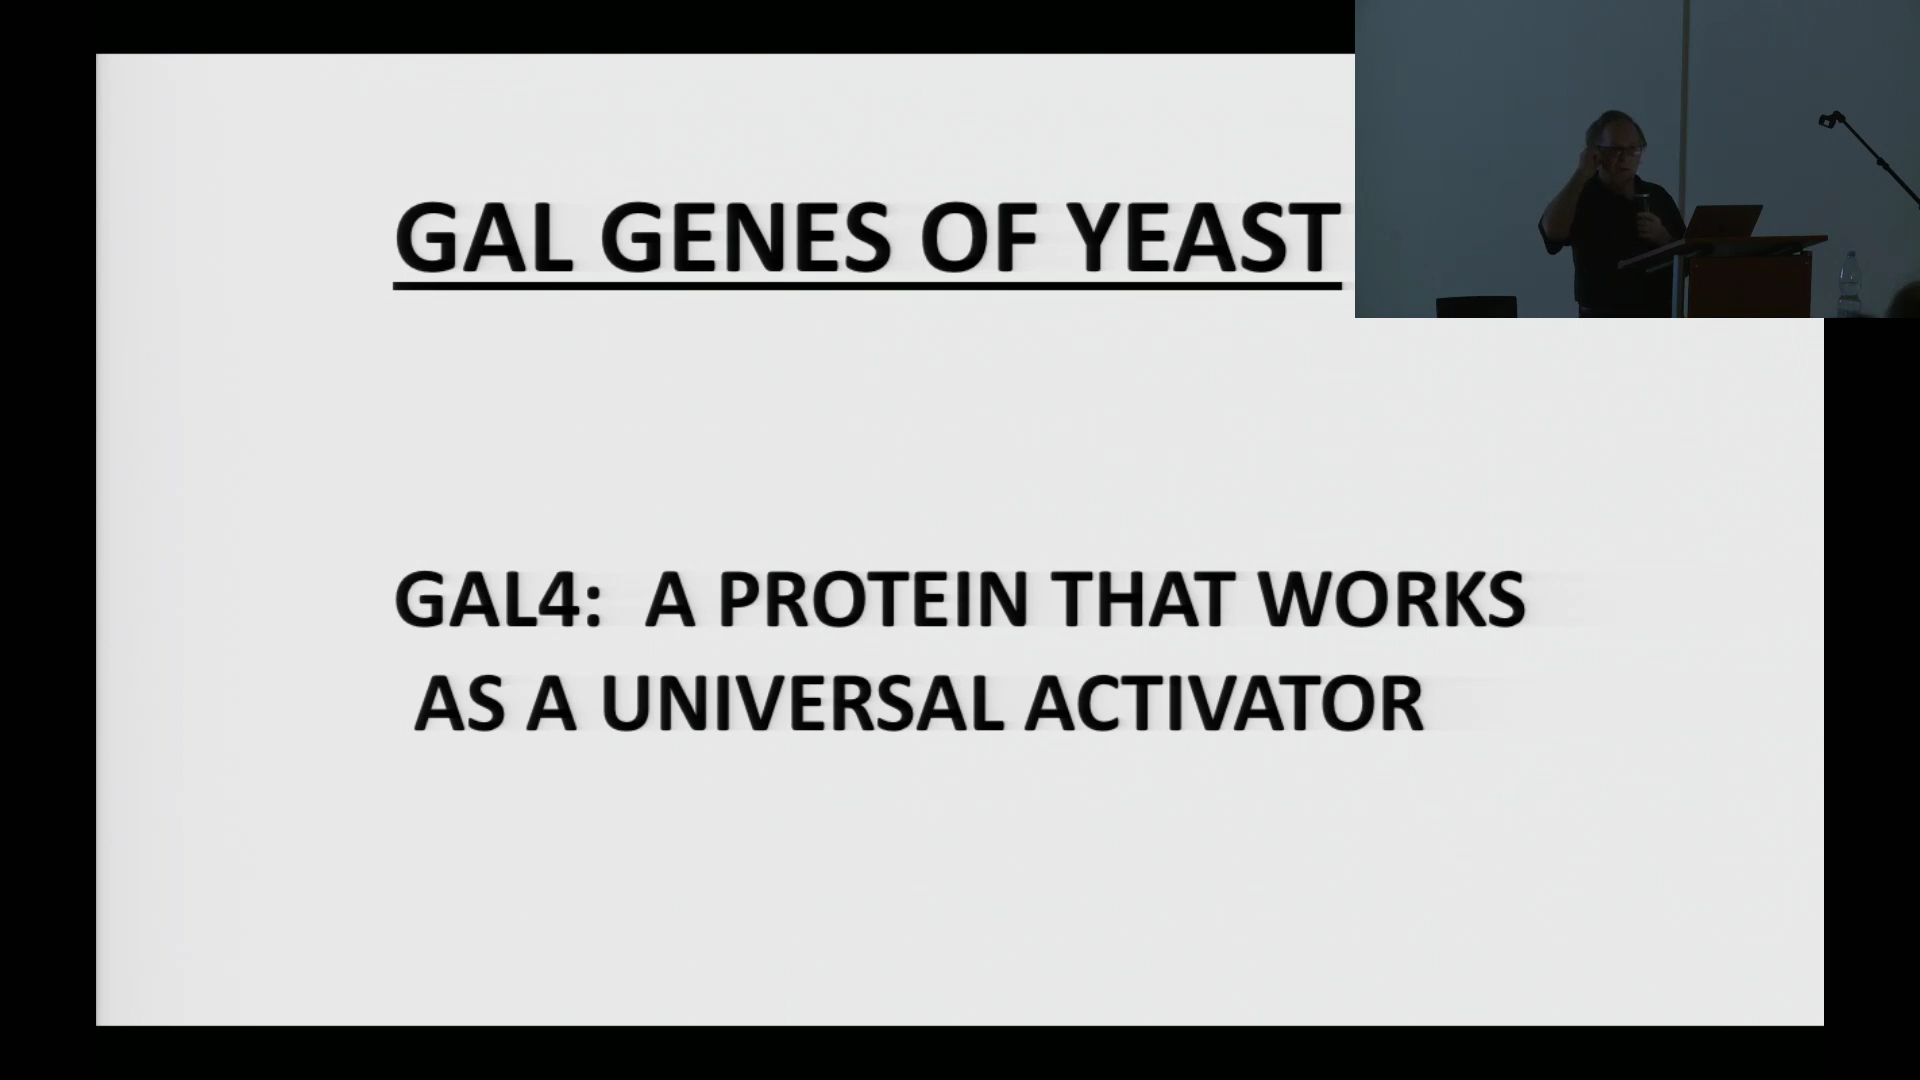 GAL GENES OF YEAST
GAL4: A PROTEIN THAT WORKS
AS A UNIVERSAL ACTIVATOR